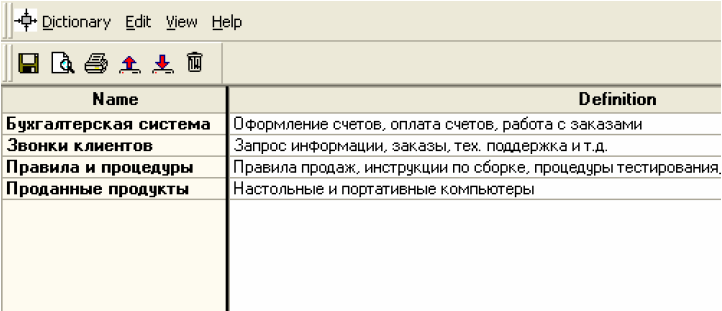 Dictionary Edit View Help
Name Definition
Бухгалтерская система Оформление счетов, оплата счетов, работа с заказами
Звонки клиентов Запрос информации, заказы, тех. поддержка и т.д.
Правила и процедуры Правила продаж, инструкции по сборке, процедуры тестирования,
Проданные продукты Настольные и портативные компьютеры